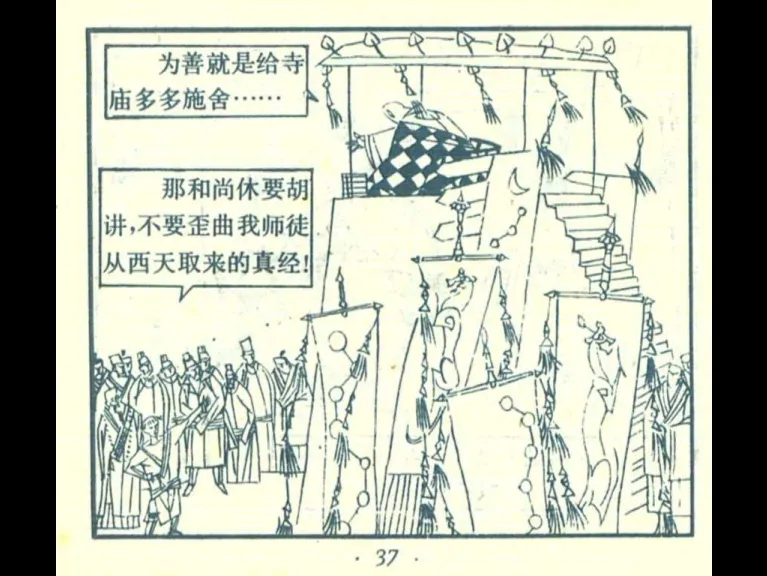 为善就是给寺
庙多多施舍……
那和尚休要胡
讲,不要歪曲我师徒
从西天取来的真经!
· 37 ·